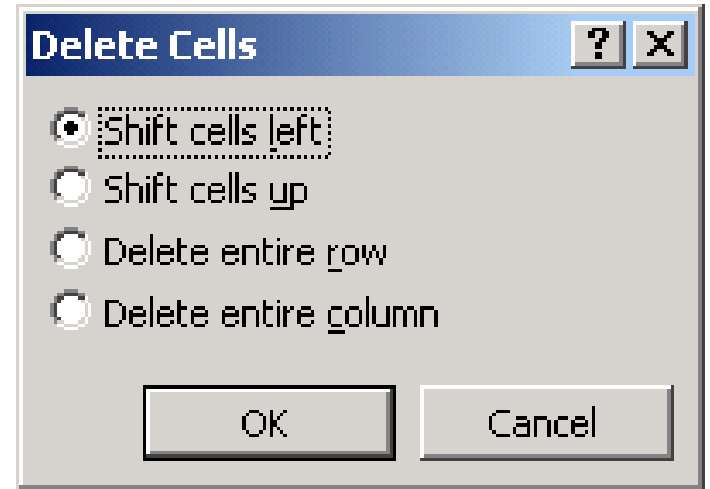 Delete Cells ? X
Shift cells left
Shift cells up
Delete entire row
Delete entire column
OK Cancel